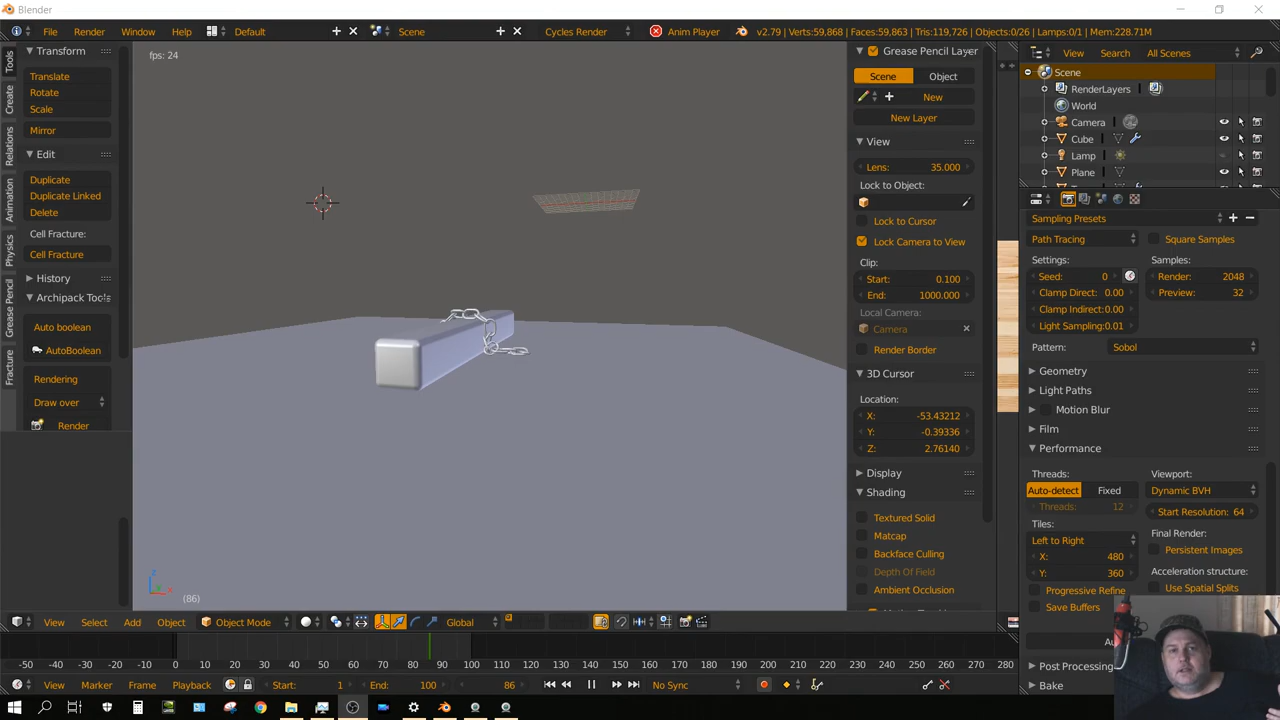 Blender
File Render Window Help Default Scene Cycles Render Anim Player v2.79 | Verts:59,868 | Faces:59,863 | Tris:119,726 | Objects:0/26 | Lamps:0/1 | Mem:228.71M
Tools
Create
Relations
Animation
Physics
Grease Pencil
Fracture
Transform
Translate
Rotate
Scale
Mirror
Edit
Duplicate
Duplicate Linked
Delete
Cell Fracture:
Cell Fracture
History
Archipack Tools
Auto boolean
AutoBoolean
Rendering
Draw over
Render
fps: 24
(86)
z
y x
Grease Pencil Layer
Scene Object
New
New Layer
View
Lens: 35.000
Lock to Object:
Lock to Cursor
Lock Camera to View
Clip:
Start: 0.100
End: 1000.000
Local Camera:
Camera
Render Border
3D Cursor
Location:
X: -53.43212
Y: -0.39336
Z: 2.76140
Display
Shading
Textured Solid
Matcap
Backface Culling
Depth Of Field
Ambient Occlusion
View Search All Scenes
Scene
RenderLayers
World
Camera
Cube
Lamp
Plane
Sampling Presets
Path Tracing Square Samples
Settings: Samples:
Seed: 0 Render: 2048
Clamp Direct: 0.00 Preview: 32
Clamp Indirect:0.00
Light Sampling:0.01
Pattern: Sobol
Geometry
Light Paths
Motion Blur
Film
Performance
Threads: Viewport:
Auto-detect Fixed Dynamic BVH
Threads: 12 Start Resolution: 64
Tiles: Final Render:
Left to Right Persistent Images
X: 480 Acceleration structure:
Y: 360 Use Spatial Splits
Progressive Refine
Save Buffers
Post Processing
Bake
View Select Add Object Object Mode Global
-50 -40 -30 -20 -10 0 10 20 30 40 50 60 70 80 90 100 110 120 130 140 150 160 170 180 190 200 210 220 230 240 250 260 270 280
View Marker Frame Playback Start: 1 End: 100 86 No Sync